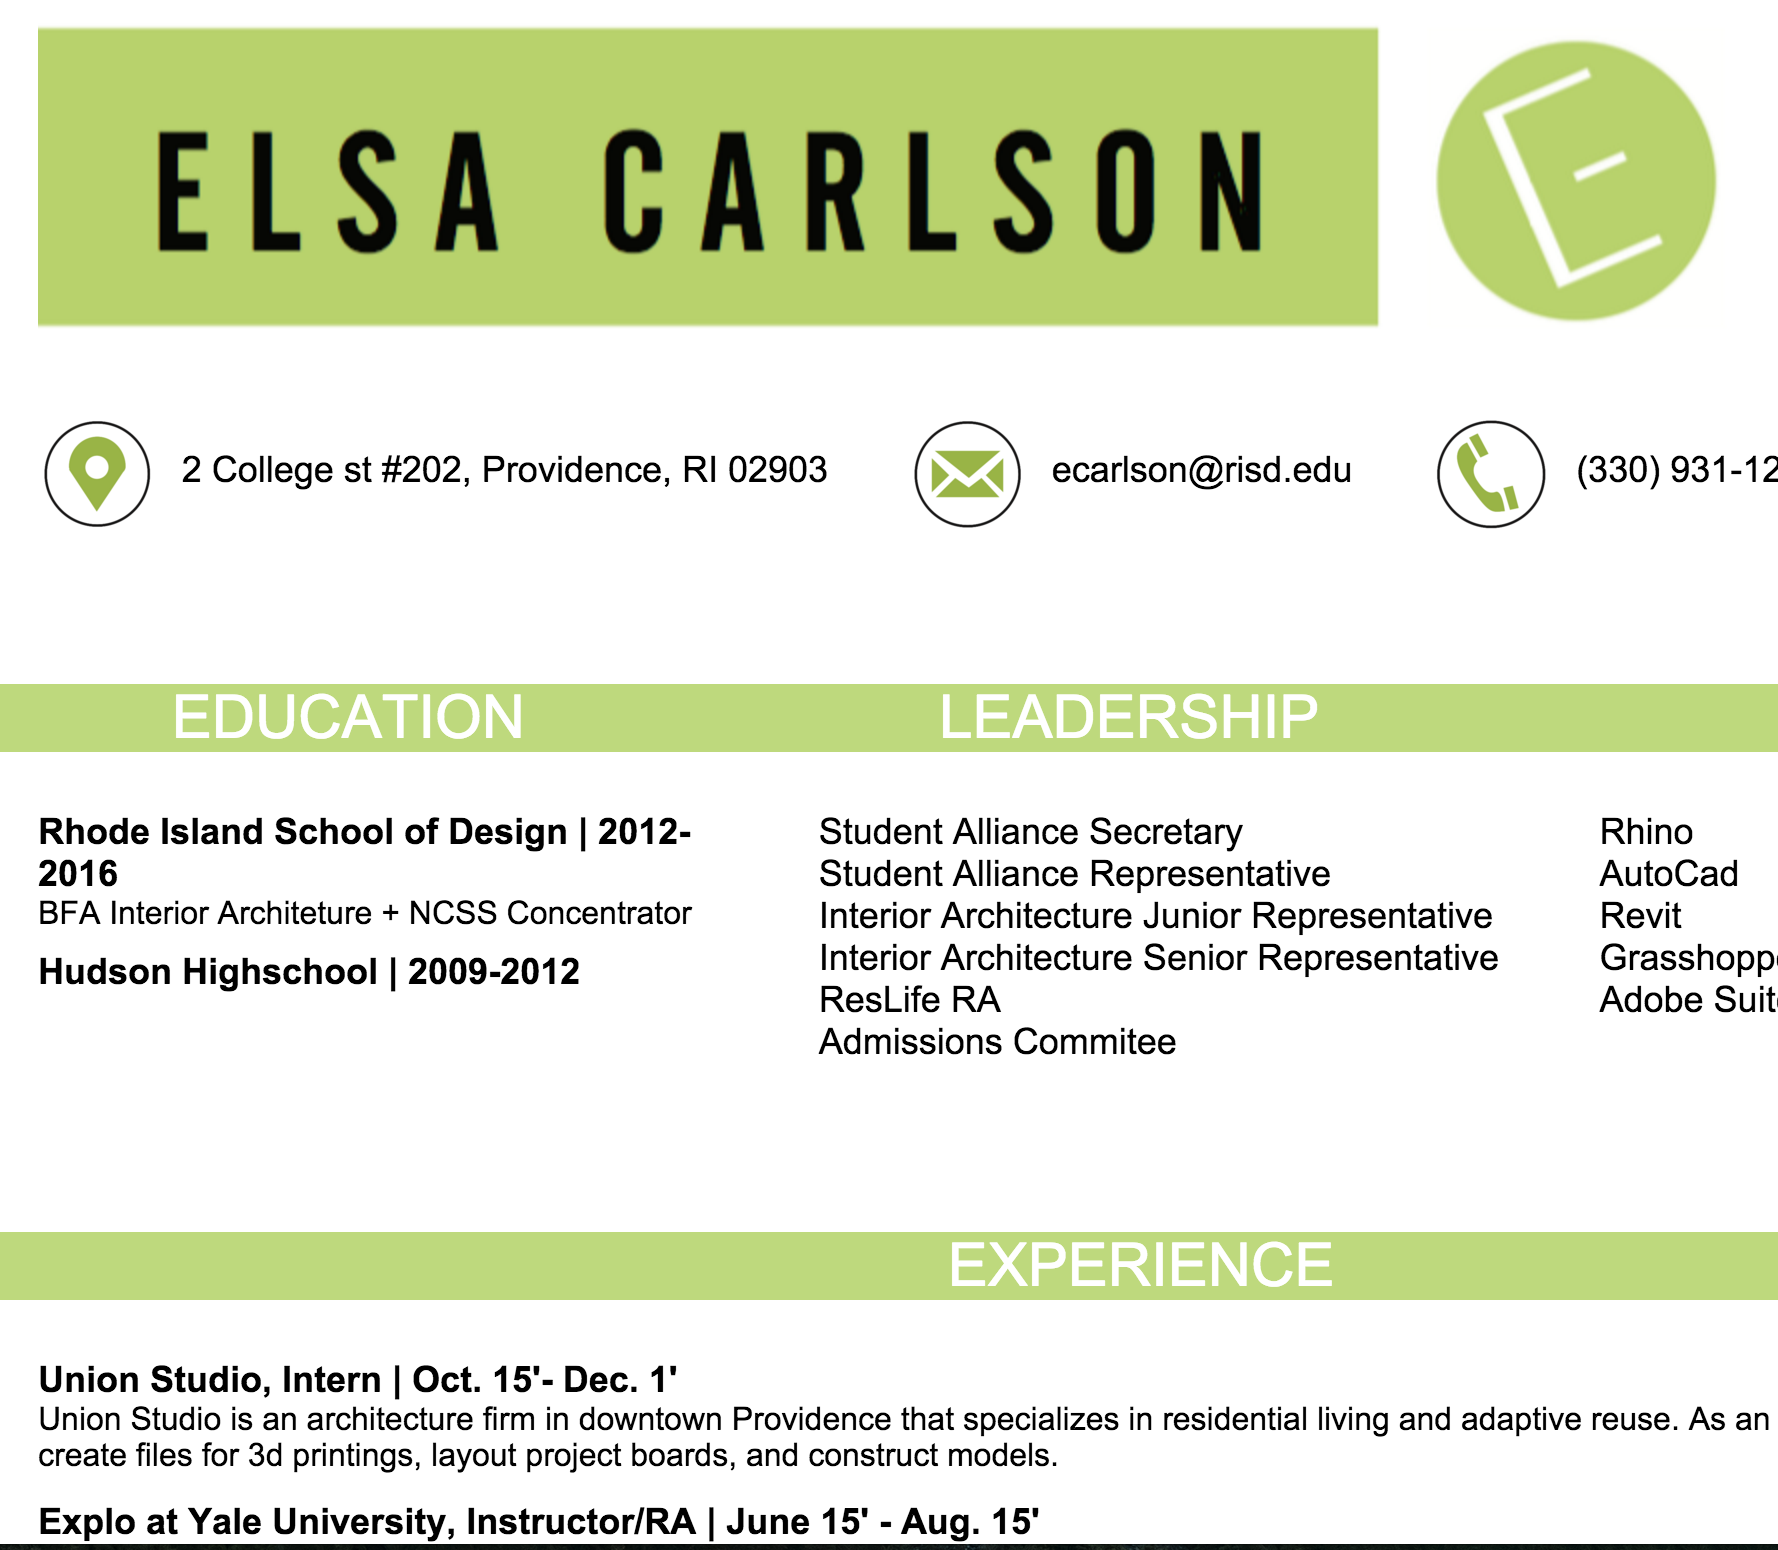 ELSA CARLSON
E
2 College st #202, Providence, RI 02903
ecarlson@risd.edu
(330) 931-12
EDUCATION
LEADERSHIP
Rhode Island School of Design | 2012-
2016
BFA Interior Architeture + NCSS Concentrator
Hudson Highschool | 2009-2012
Student Alliance Secretary
Student Alliance Representative
Interior Architecture Junior Representative
Interior Architecture Senior Representative
ResLife RA
Admissions Commitee
Rhino
AutoCad
Revit
Grasshopp
Adobe Suit
EXPERIENCE
Union Studio, Intern | Oct. 15'- Dec. 1'
Union Studio is an architecture firm in downtown Providence that specializes in residential living and adaptive reuse. As an
create files for 3d printings, layout project boards, and construct models.
Explo at Yale University, Instructor/RA | June 15' - Aug. 15'